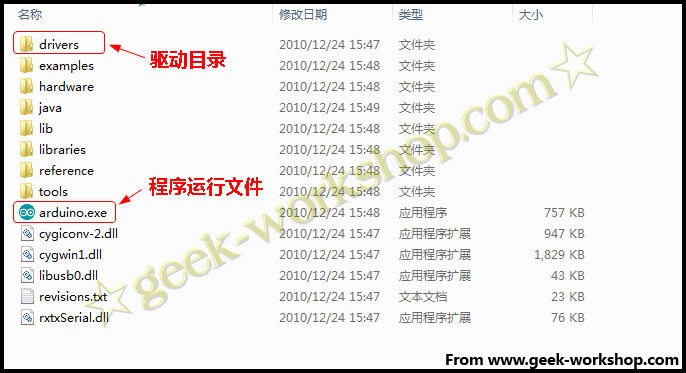 名称 修改日期 类型 大小
drivers 2010/12/24 15:47 文件夹
驱动目录
examples 2010/12/24 15:48 文件夹
hardware 2010/12/24 15:48 文件夹
java 2010/12/24 15:49 文件夹
lib 2010/12/24 15:48 文件夹
libraries 2010/12/24 15:48 文件夹
reference 2010/12/24 15:48 文件夹
tools 2010/12/24 15:48 文件夹
程序运行文件
arduino.exe 2010/12/24 15:48 应用程序 757 KB
cygiconv-2.dll 2010/12/24 15:47 应用程序扩展 947 KB
cygwin1.dll 2010/12/24 15:47 应用程序扩展 1,829 KB
libusb0.dll 2010/12/24 15:47 应用程序扩展 43 KB
revisions.txt 2010/12/24 15:47 文本文档 23 KB
rxtxSerial.dll 2010/12/24 15:47 应用程序扩展 76 KB
☆geek-workshop.com☆
From www.geek-workshop.com